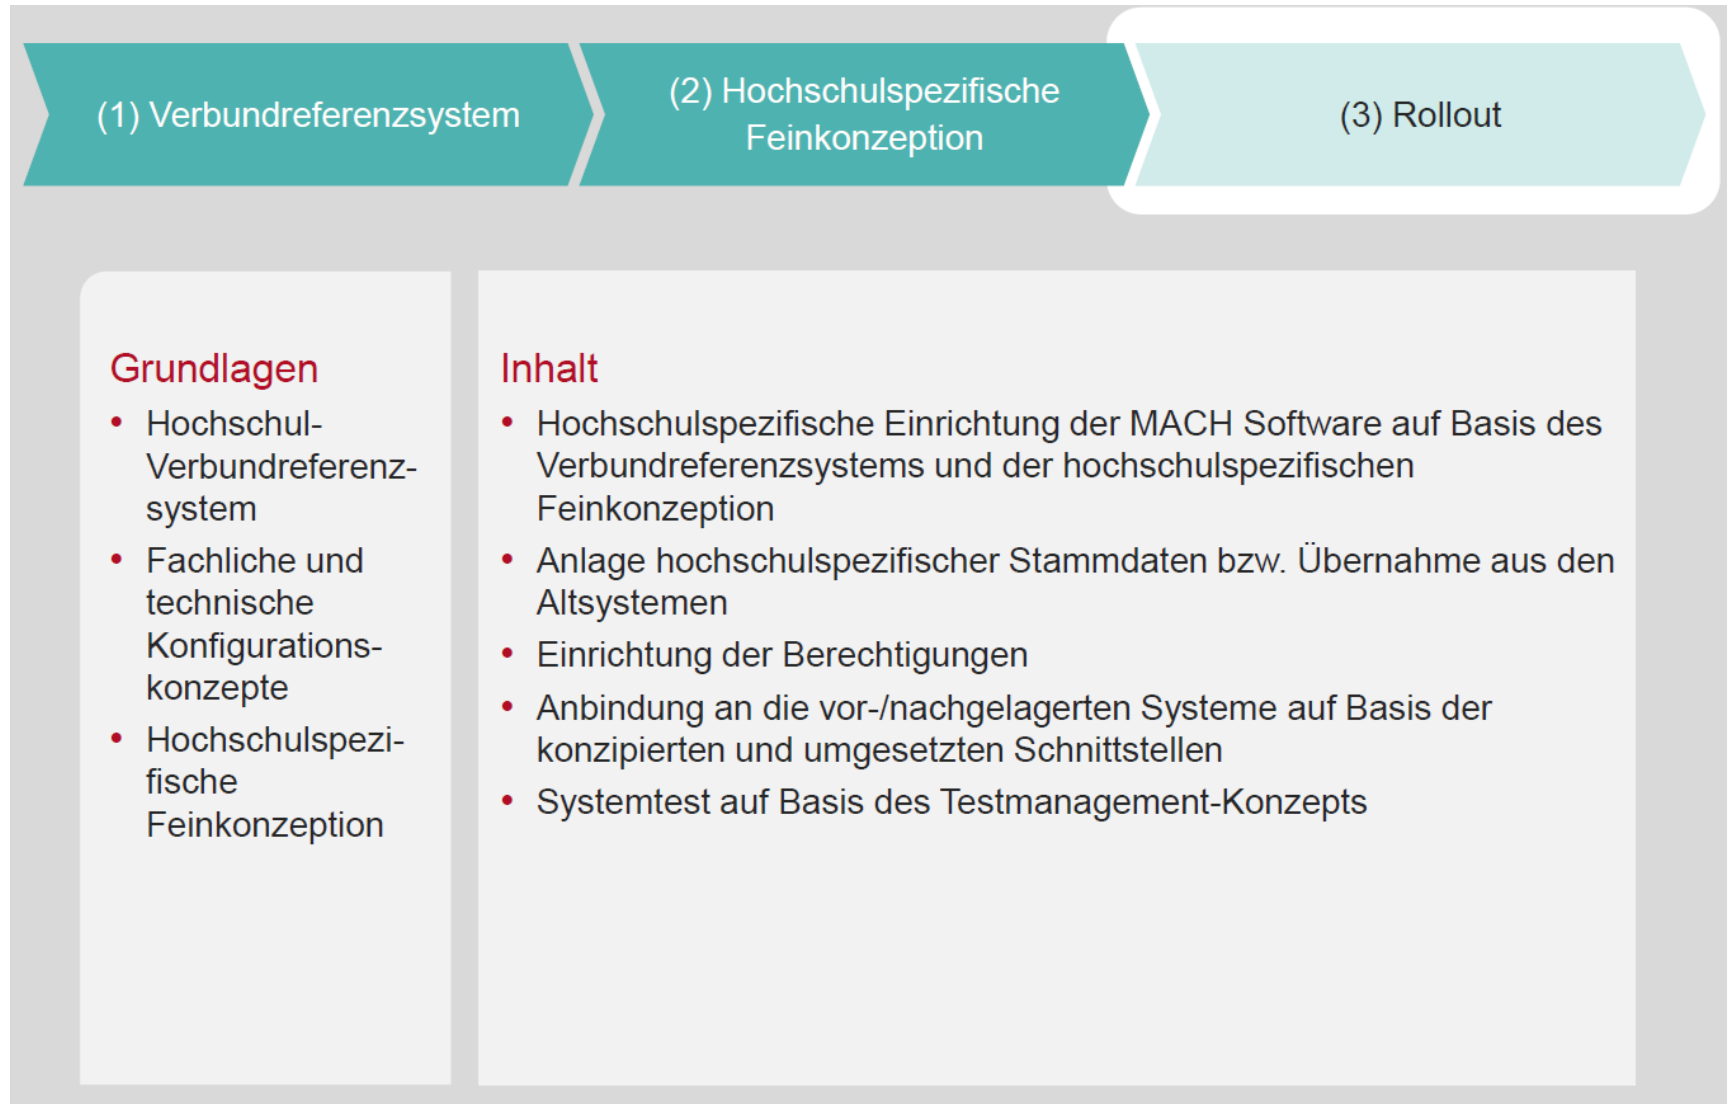 (1) Verbundreferenzsystem
(2) Hochschulspezifische
Feinkonzeption
(3) Rollout
Grundlagen
• Hochschul-
Verbundreferenz-
system
• Fachliche und
technische
Konfigurations-
konzepte
• Hochschulspezi-
fische
Feinkonzeption
Inhalt
• Hochschulspezifische Einrichtung der MACH Software auf Basis des
Verbundreferenzsystems und der hochschulspezifischen
Feinkonzeption
• Anlage hochschulspezifischer Stammdaten bzw. Übernahme aus den
Altsystemen
• Einrichtung der Berechtigungen
• Anbindung an die vor-/nachgelagerten Systeme auf Basis der
konzipierten und umgesetzten Schnittstellen
• Systemtest auf Basis des Testmanagement-Konzepts